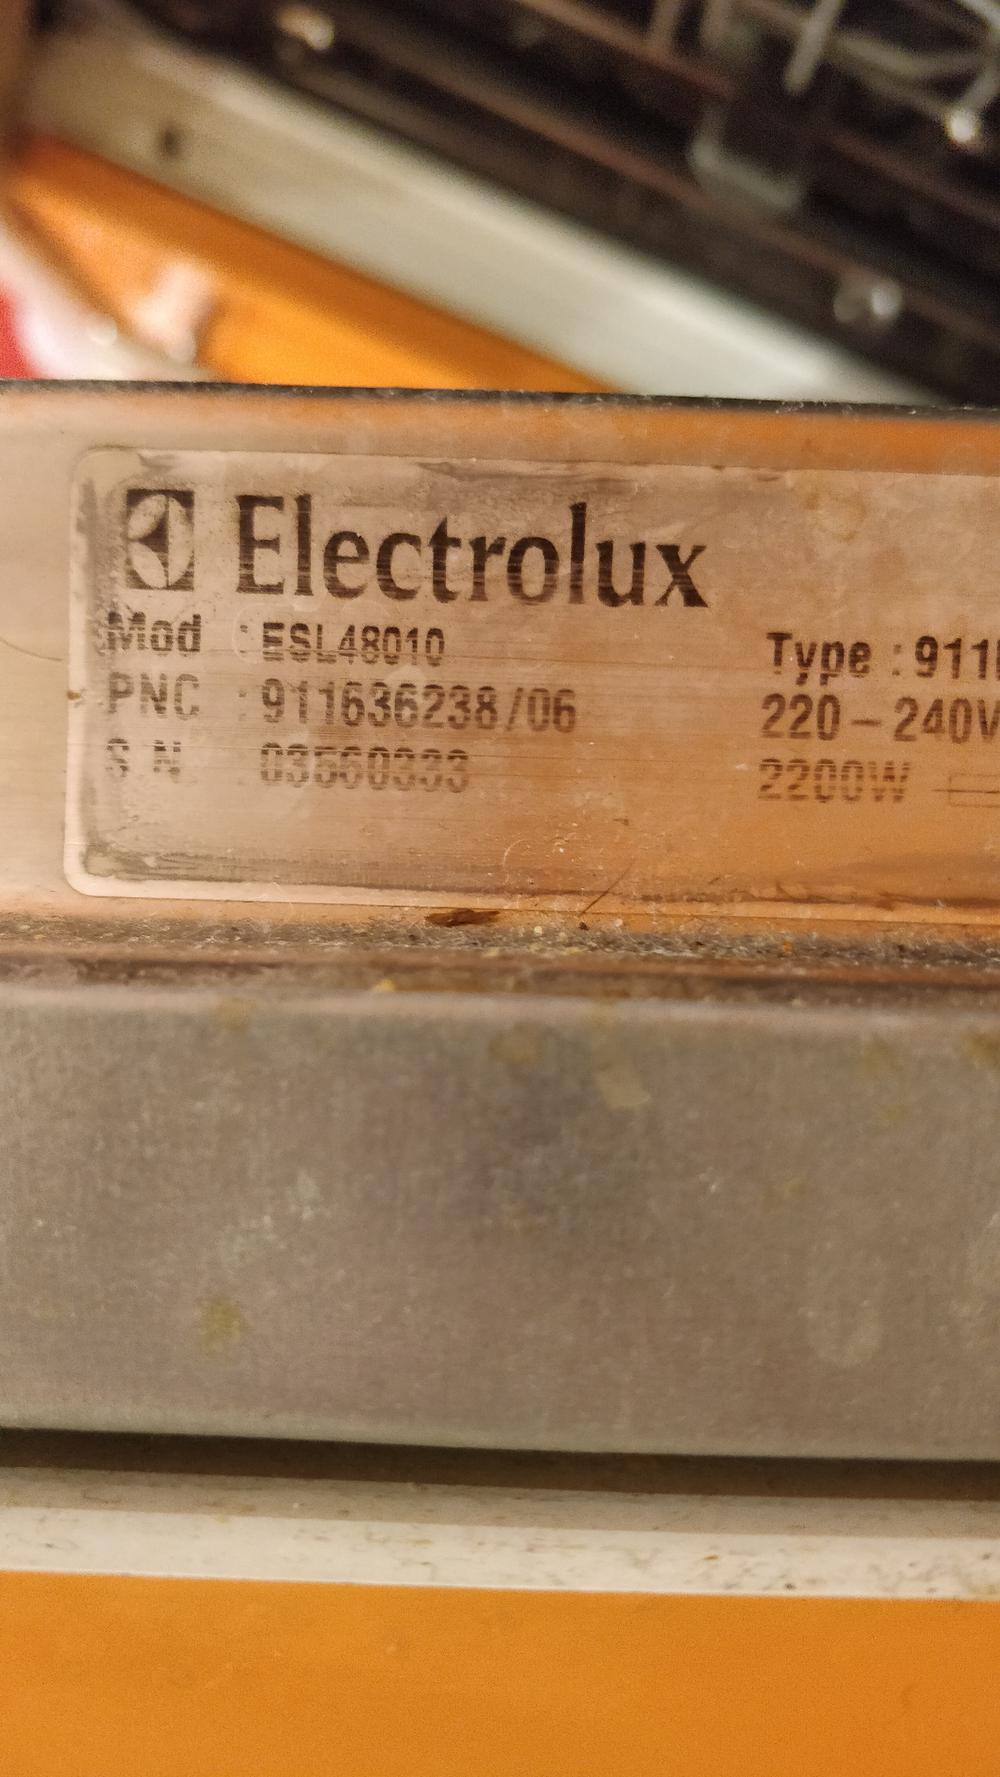 Electrolux
Mod : ESL48010
PNC : 911636238/06
S N : 03560333
Type : 911
220-240V
2200W